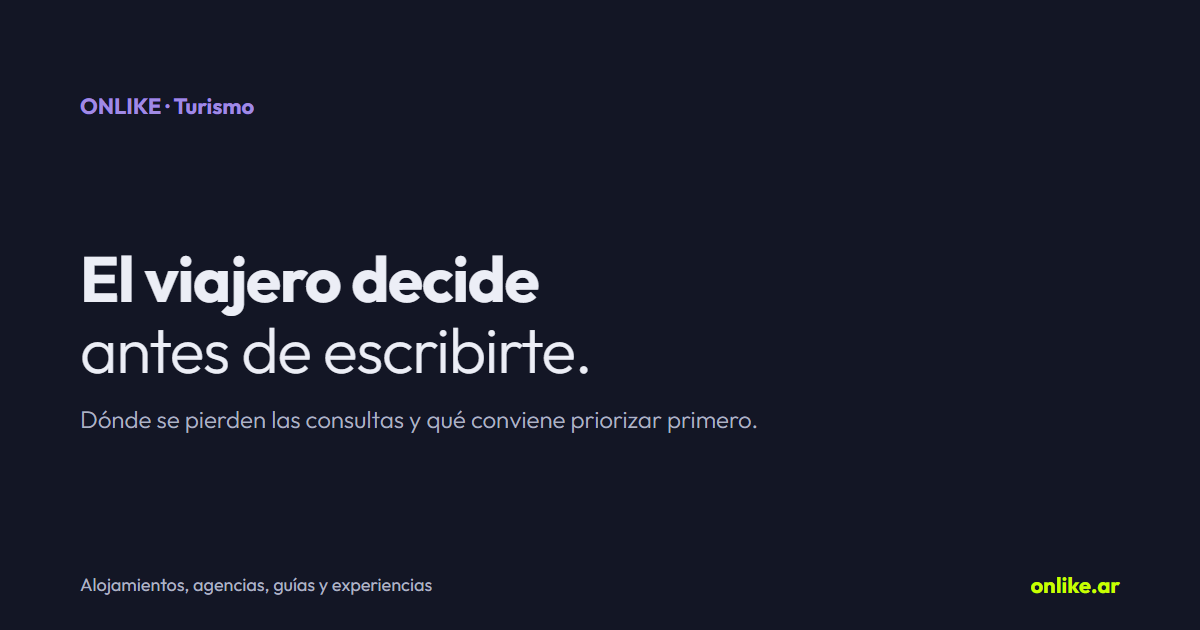 ONLIKE · Turismo
El viajero decide
antes de escribirte.
Dónde se pierden las consultas y qué conviene priorizar primero.
Alojamientos, agencias, guías y experiencias
onlike.ar